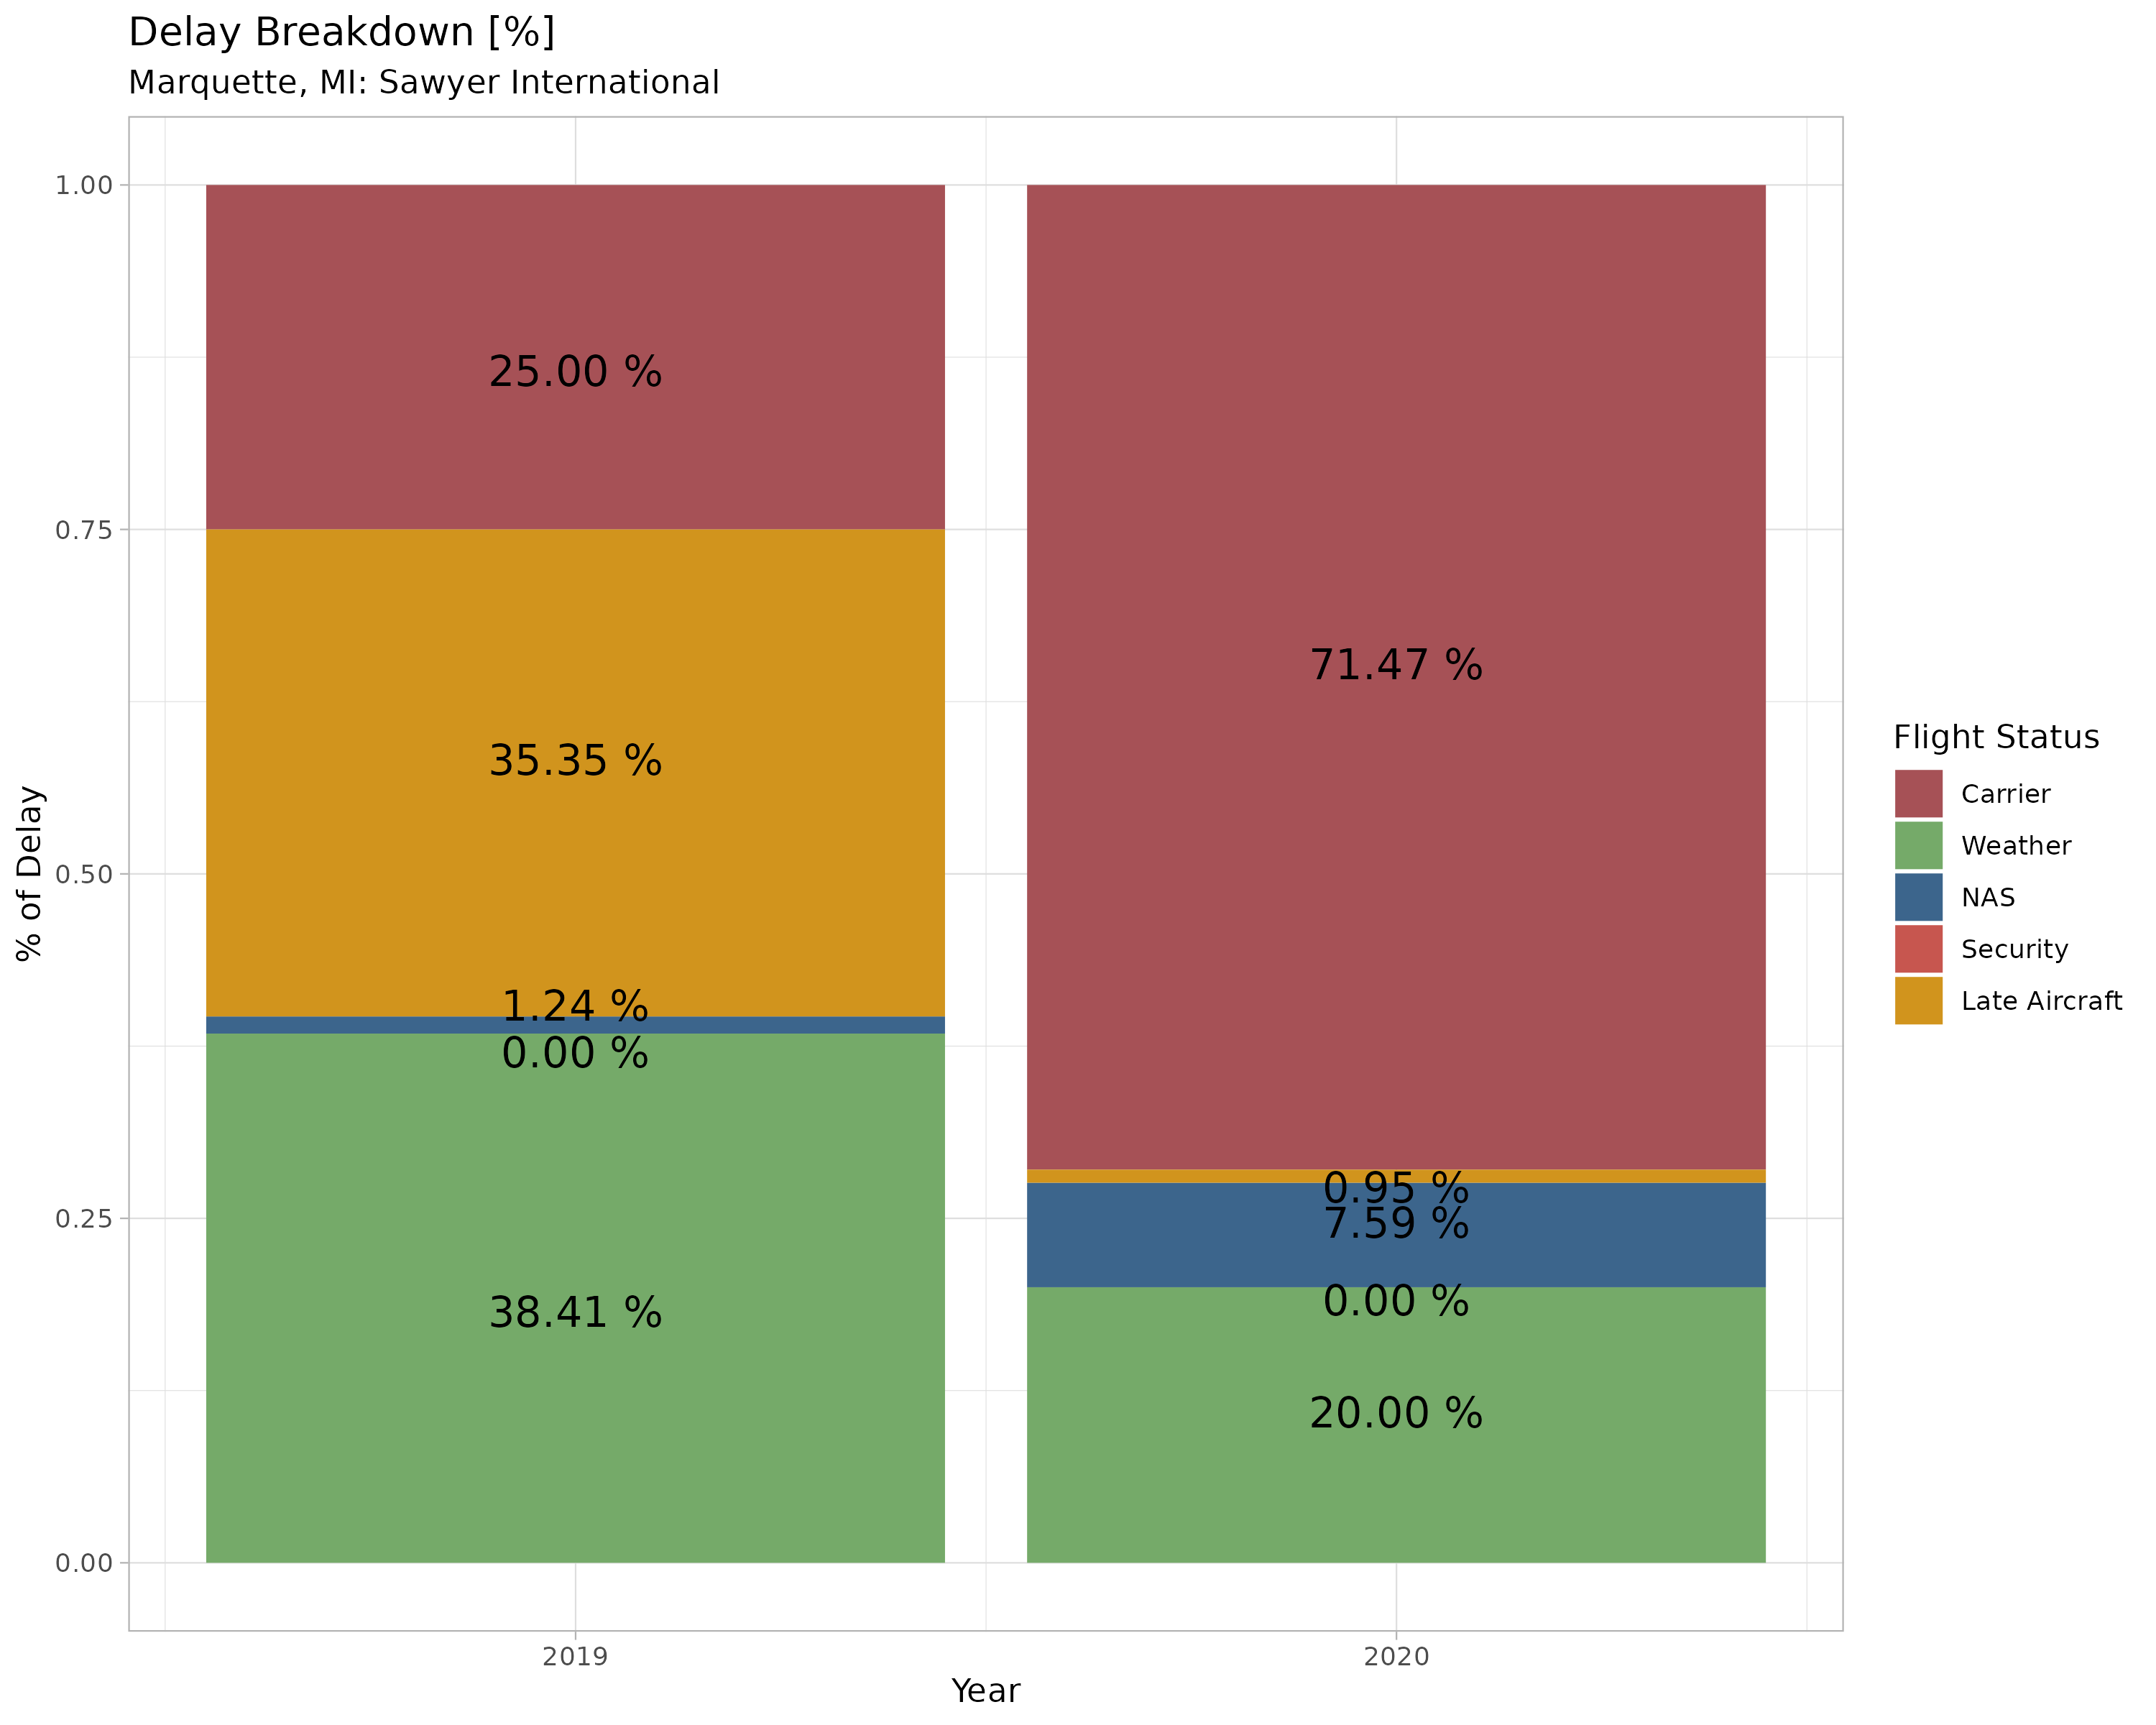 Delay Breakdown [%]
Marquette, MI: Sawyer International
% of Delay
1.00
0.75
0.50
0.25
0.00
25.00 %
35.35 %
1.24 %
0.00 %
38.41 %
71.47 %
0.95 %
7.59 %
0.00 %
20.00 %
2019
2020
Year
Flight Status
Carrier
Weather
NAS
Security
Late Aircraft